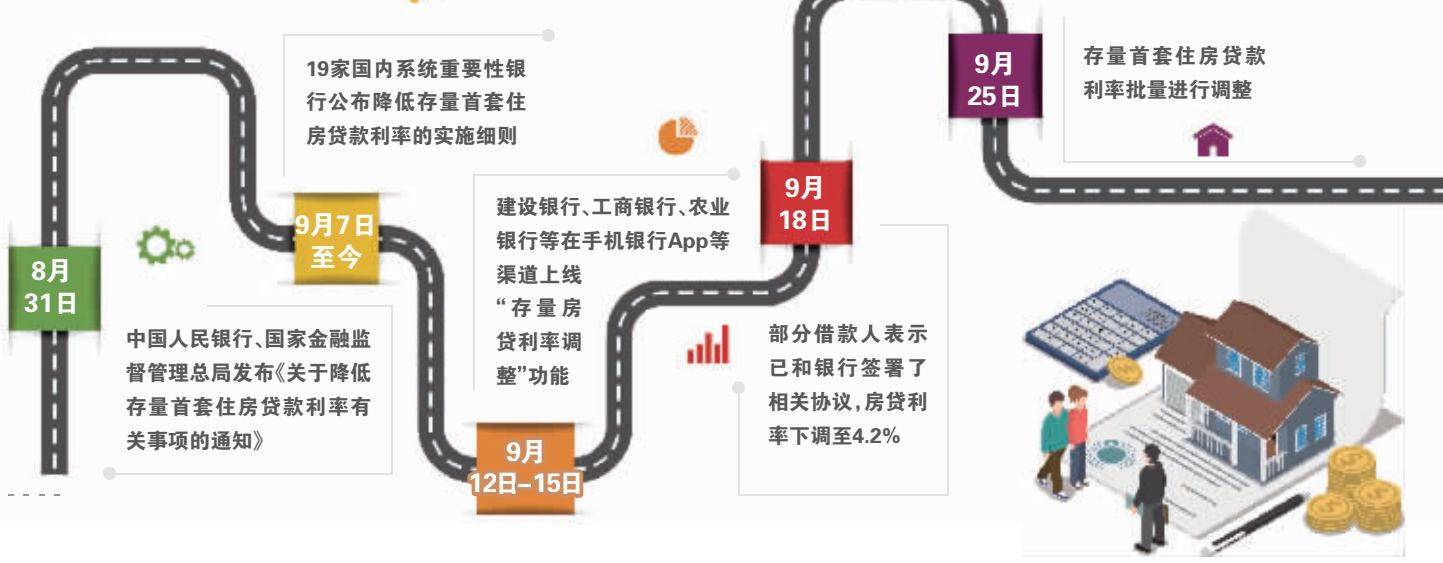 8月
31日
中国人民银行、国家金融监
督管理总局发布《关于降低
存量首套住房贷款利率有
关事项的通知》
9月7日
至今
19家国内系统重要性银
行公布降低存量首套住
房贷款利率的实施细则
9月
12日–15日
建设银行、工商银行、农业
银行等在手机银行App等
渠道上线
“存量房
贷利率调
整”功能
9月
18日
部分借款人表示
已和银行签署了
相关协议,房贷利
率下调至4.2%
9月
25日
存量首套住房贷款
利率批量进行调整